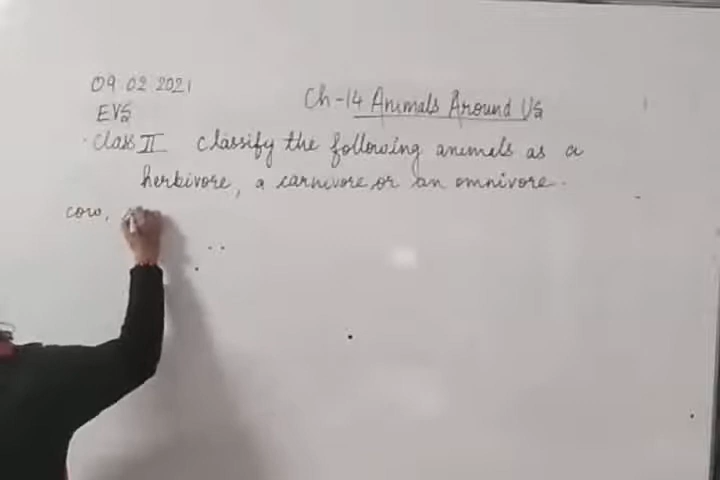 09.02.2021
EVS
Ch-14 Animals Around Us
Class II classify the following animals as a
herbivore, a carnivore, or an omnivore.
cow,